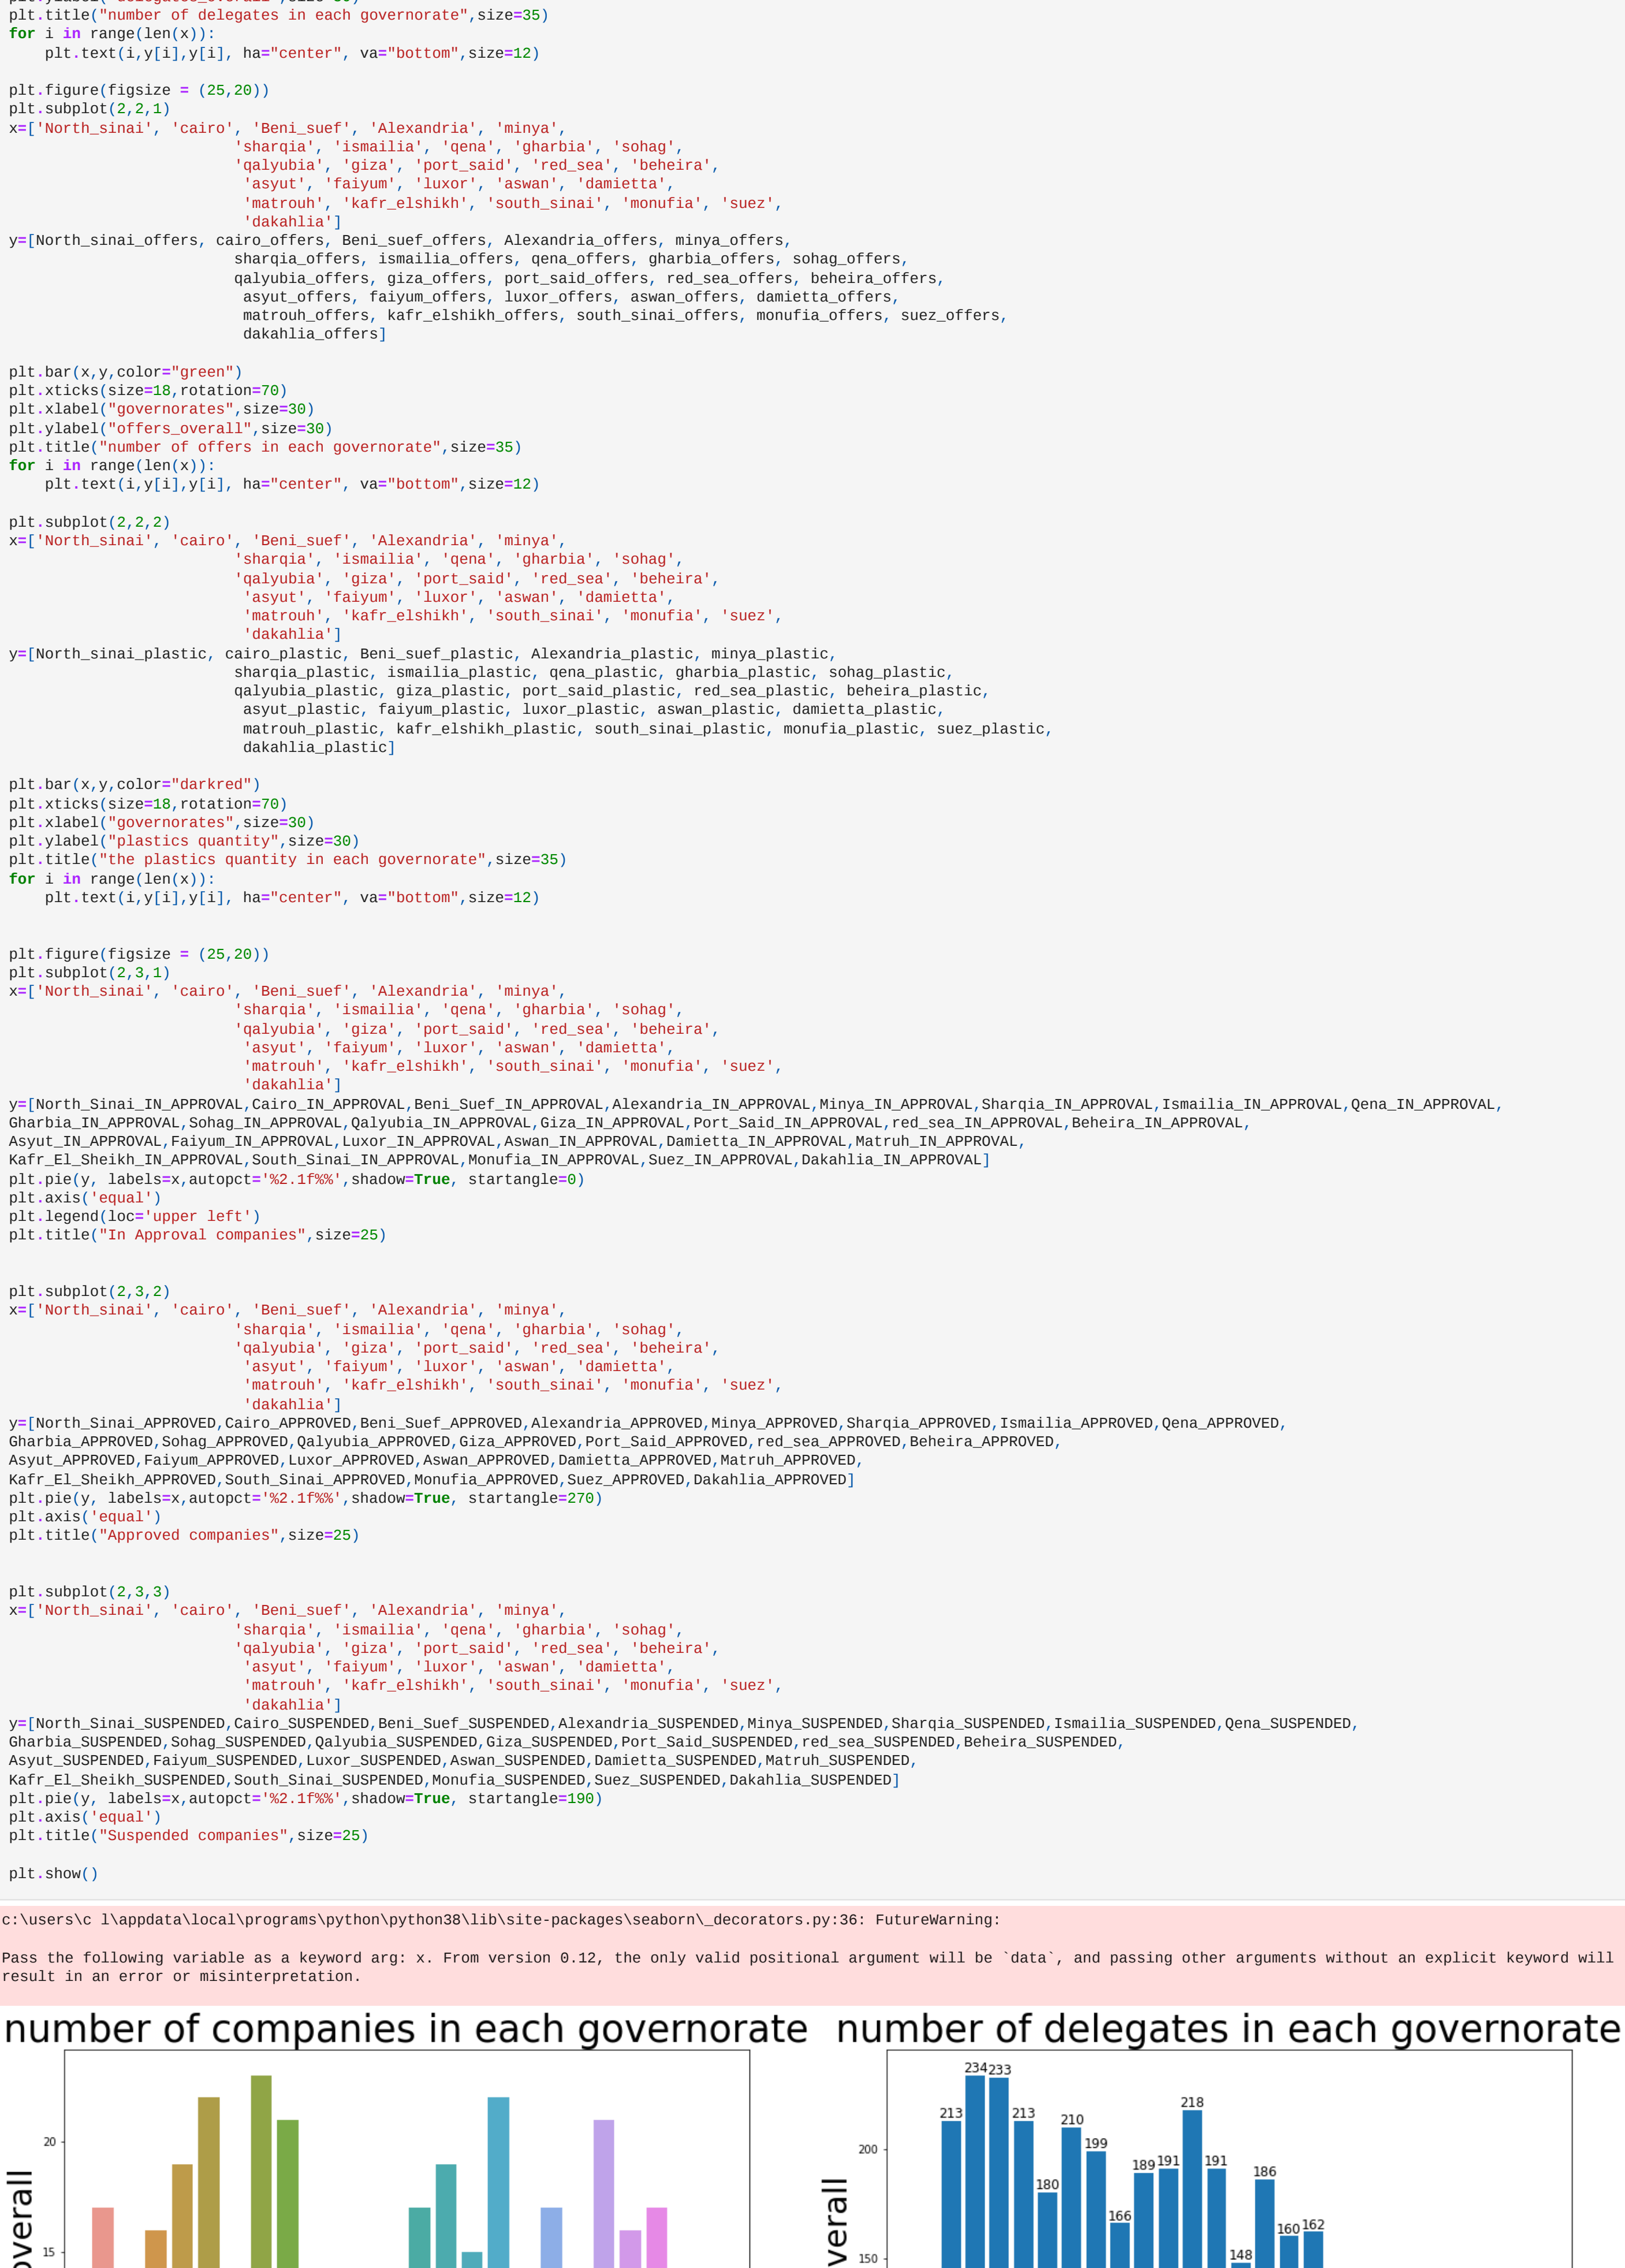 plt.title("number of delegates in each governorate",size=35)
for i in range(len(x)):
    plt.text(i,y[i],y[i], ha="center", va="bottom",size=12)

plt.figure(figsize = (25,20))
plt.subplot(2,2,1)
x=['North_sinai', 'cairo', 'Beni_suef', 'Alexandria', 'minya',
                         'sharqia', 'ismailia', 'qena', 'gharbia', 'sohag',
                         'qalyubia', 'giza', 'port_said', 'red_sea', 'beheira',
                          'asyut', 'faiyum', 'luxor', 'aswan', 'damietta',
                          'matrouh', 'kafr_elshikh', 'south_sinai', 'monufia', 'suez',
                          'dakahlia']
y=[North_sinai_offers, cairo_offers, Beni_suef_offers, Alexandria_offers, minya_offers,
                         sharqia_offers, ismailia_offers, qena_offers, gharbia_offers, sohag_offers,
                         qalyubia_offers, giza_offers, port_said_offers, red_sea_offers, beheira_offers,
                          asyut_offers, faiyum_offers, luxor_offers, aswan_offers, damietta_offers,
                          matrouh_offers, kafr_elshikh_offers, south_sinai_offers, monufia_offers, suez_offers,
                          dakahlia_offers]

plt.bar(x,y,color="green")
plt.xticks(size=18,rotation=70)
plt.xlabel("governorates",size=30)
plt.ylabel("offers_overall",size=30)
plt.title("number of offers in each governorate",size=35)
for i in range(len(x)):
    plt.text(i,y[i],y[i], ha="center", va="bottom",size=12)

plt.subplot(2,2,2)
x=['North_sinai', 'cairo', 'Beni_suef', 'Alexandria', 'minya',
                         'sharqia', 'ismailia', 'qena', 'gharbia', 'sohag',
                         'qalyubia', 'giza', 'port_said', 'red_sea', 'beheira',
                          'asyut', 'faiyum', 'luxor', 'aswan', 'damietta',
                          'matrouh', 'kafr_elshikh', 'south_sinai', 'monufia', 'suez',
                          'dakahlia']
y=[North_sinai_plastic, cairo_plastic, Beni_suef_plastic, Alexandria_plastic, minya_plastic,
                         sharqia_plastic, ismailia_plastic, qena_plastic, gharbia_plastic, sohag_plastic,
                         qalyubia_plastic, giza_plastic, port_said_plastic, red_sea_plastic, beheira_plastic,
                          asyut_plastic, faiyum_plastic, luxor_plastic, aswan_plastic, damietta_plastic,
                          matrouh_plastic, kafr_elshikh_plastic, south_sinai_plastic, monufia_plastic, suez_plastic,
                          dakahlia_plastic]

plt.bar(x,y,color="darkred")
plt.xticks(size=18,rotation=70)
plt.xlabel("governorates",size=30)
plt.ylabel("plastics quantity",size=30)
plt.title("the plastics quantity in each governorate",size=35)
for i in range(len(x)):
    plt.text(i,y[i],y[i], ha="center", va="bottom",size=12)


plt.figure(figsize = (25,20))
plt.subplot(2,3,1)
x=['North_sinai', 'cairo', 'Beni_suef', 'Alexandria', 'minya',
                         'sharqia', 'ismailia', 'qena', 'gharbia', 'sohag',
                         'qalyubia', 'giza', 'port_said', 'red_sea', 'beheira',
                          'asyut', 'faiyum', 'luxor', 'aswan', 'damietta',
                          'matrouh', 'kafr_elshikh', 'south_sinai', 'monufia', 'suez',
                          'dakahlia']
y=[North_Sinai_IN_APPROVAL,Cairo_IN_APPROVAL,Beni_Suef_IN_APPROVAL,Alexandria_IN_APPROVAL,Minya_IN_APPROVAL,Sharqia_IN_APPROVAL,Ismailia_IN_APPROVAL,Qena_IN_APPROVAL,
Gharbia_IN_APPROVAL,Sohag_IN_APPROVAL,Qalyubia_IN_APPROVAL,Giza_IN_APPROVAL,Port_Said_IN_APPROVAL,red_sea_IN_APPROVAL,Beheira_IN_APPROVAL,
Asyut_IN_APPROVAL,Faiyum_IN_APPROVAL,Luxor_IN_APPROVAL,Aswan_IN_APPROVAL,Damietta_IN_APPROVAL,Matruh_IN_APPROVAL,
Kafr_El_Sheikh_IN_APPROVAL,South_Sinai_IN_APPROVAL,Monufia_IN_APPROVAL,Suez_IN_APPROVAL,Dakahlia_IN_APPROVAL]
plt.pie(y, labels=x,autopct='%2.1f%%',shadow=True, startangle=0)
plt.axis('equal')
plt.legend(loc='upper left')
plt.title("In Approval companies",size=25)


plt.subplot(2,3,2)
x=['North_sinai', 'cairo', 'Beni_suef', 'Alexandria', 'minya',
                         'sharqia', 'ismailia', 'qena', 'gharbia', 'sohag',
                         'qalyubia', 'giza', 'port_said', 'red_sea', 'beheira',
                          'asyut', 'faiyum', 'luxor', 'aswan', 'damietta',
                          'matrouh', 'kafr_elshikh', 'south_sinai', 'monufia', 'suez',
                          'dakahlia']
y=[North_Sinai_APPROVED,Cairo_APPROVED,Beni_Suef_APPROVED,Alexandria_APPROVED,Minya_APPROVED,Sharqia_APPROVED,Ismailia_APPROVED,Qena_APPROVED,
Gharbia_APPROVED,Sohag_APPROVED,Qalyubia_APPROVED,Giza_APPROVED,Port_Said_APPROVED,red_sea_APPROVED,Beheira_APPROVED,
Asyut_APPROVED,Faiyum_APPROVED,Luxor_APPROVED,Aswan_APPROVED,Damietta_APPROVED,Matruh_APPROVED,
Kafr_El_Sheikh_APPROVED,South_Sinai_APPROVED,Monufia_APPROVED,Suez_APPROVED,Dakahlia_APPROVED]
plt.pie(y, labels=x,autopct='%2.1f%%',shadow=True, startangle=270)
plt.axis('equal')
plt.title("Approved companies",size=25)


plt.subplot(2,3,3)
x=['North_sinai', 'cairo', 'Beni_suef', 'Alexandria', 'minya',
                         'sharqia', 'ismailia', 'qena', 'gharbia', 'sohag',
                         'qalyubia', 'giza', 'port_said', 'red_sea', 'beheira',
                          'asyut', 'faiyum', 'luxor', 'aswan', 'damietta',
                          'matrouh', 'kafr_elshikh', 'south_sinai', 'monufia', 'suez',
                          'dakahlia']
y=[North_Sinai_SUSPENDED,Cairo_SUSPENDED,Beni_Suef_SUSPENDED,Alexandria_SUSPENDED,Minya_SUSPENDED,Sharqia_SUSPENDED,Ismailia_SUSPENDED,Qena_SUSPENDED,
Gharbia_SUSPENDED,Sohag_SUSPENDED,Qalyubia_SUSPENDED,Giza_SUSPENDED,Port_Said_SUSPENDED,red_sea_SUSPENDED,Beheira_SUSPENDED,
Asyut_SUSPENDED,Faiyum_SUSPENDED,Luxor_SUSPENDED,Aswan_SUSPENDED,Damietta_SUSPENDED,Matruh_SUSPENDED,
Kafr_El_Sheikh_SUSPENDED,South_Sinai_SUSPENDED,Monufia_SUSPENDED,Suez_SUSPENDED,Dakahlia_SUSPENDED]
plt.pie(y, labels=x,autopct='%2.1f%%',shadow=True, startangle=190)
plt.axis('equal')
plt.title("Suspended companies",size=25)

plt.show()

c:\users\c l\appdata\local\programs\python\python38\lib\site-packages\seaborn\_decorators.py:36: FutureWarning:

Pass the following variable as a keyword arg: x. From version 0.12, the only valid positional argument will be `data`, and passing other arguments without an explicit keyword will
result in an error or misinterpretation.

number of companies in each governorate
20
15
overall
number of delegates in each governorate
200
150
213
234
233
213
180
210
199
166
189
191
218
191
148
186
160
162